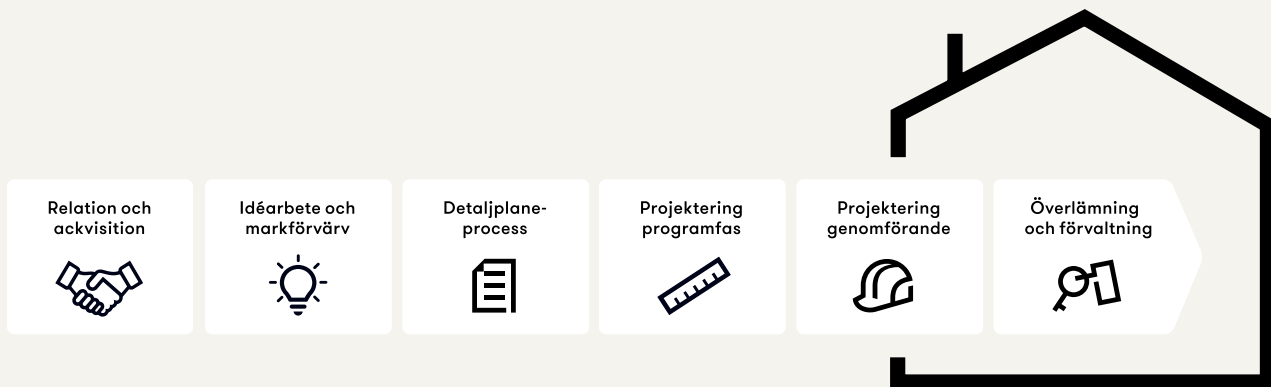 Relation och
ackvisition
Idéarbete och
markförvärv
Detaljplane-
process
Projektering
programfas
Projektering
genomförande
Överlämning
och förvaltning